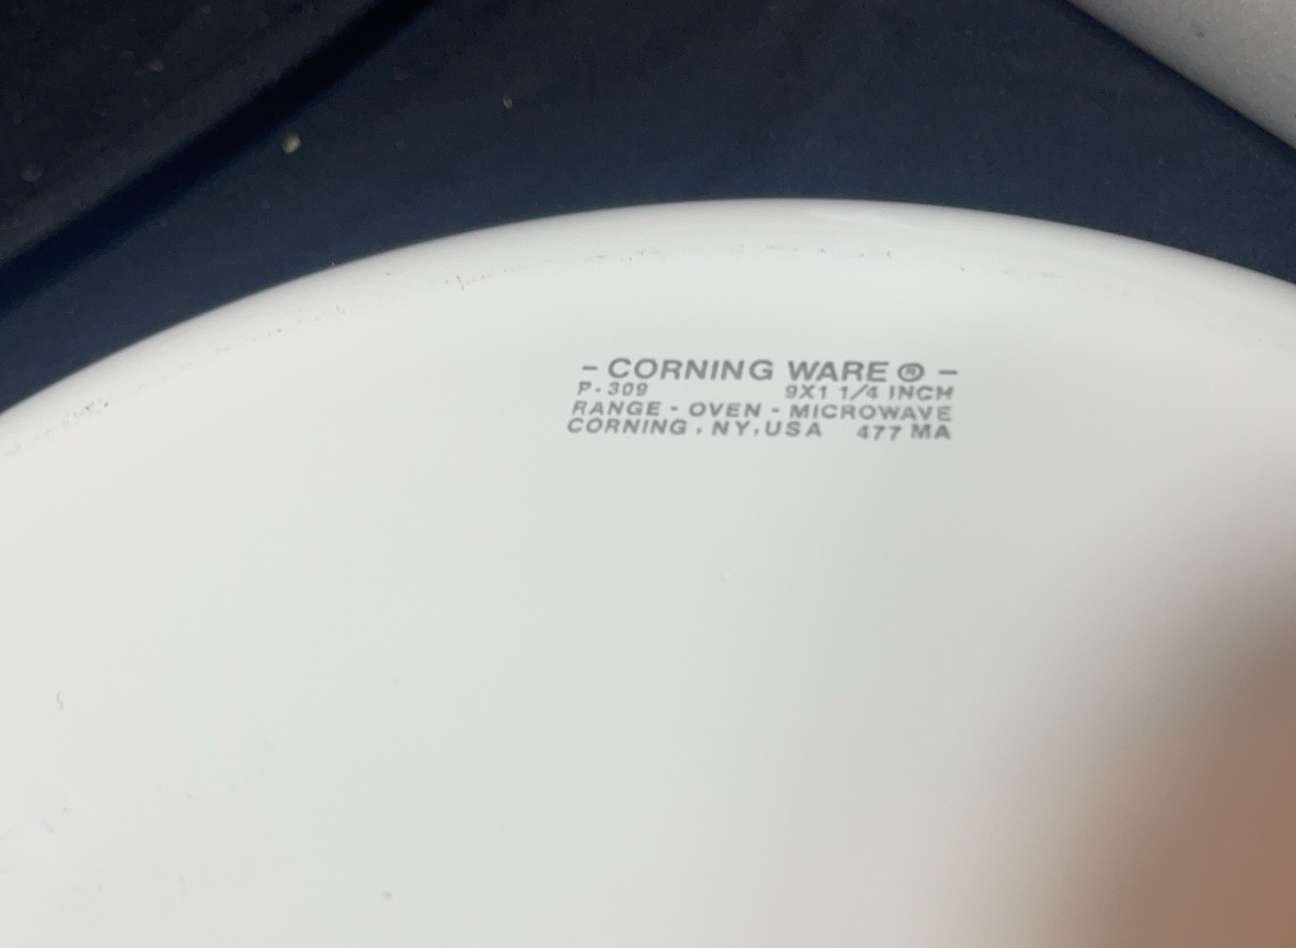 - CORNING WARE ® -
P-309 9X1 1/4 INCH
RANGE - OVEN - MICROWAVE
CORNING, NY, USA 477 MA